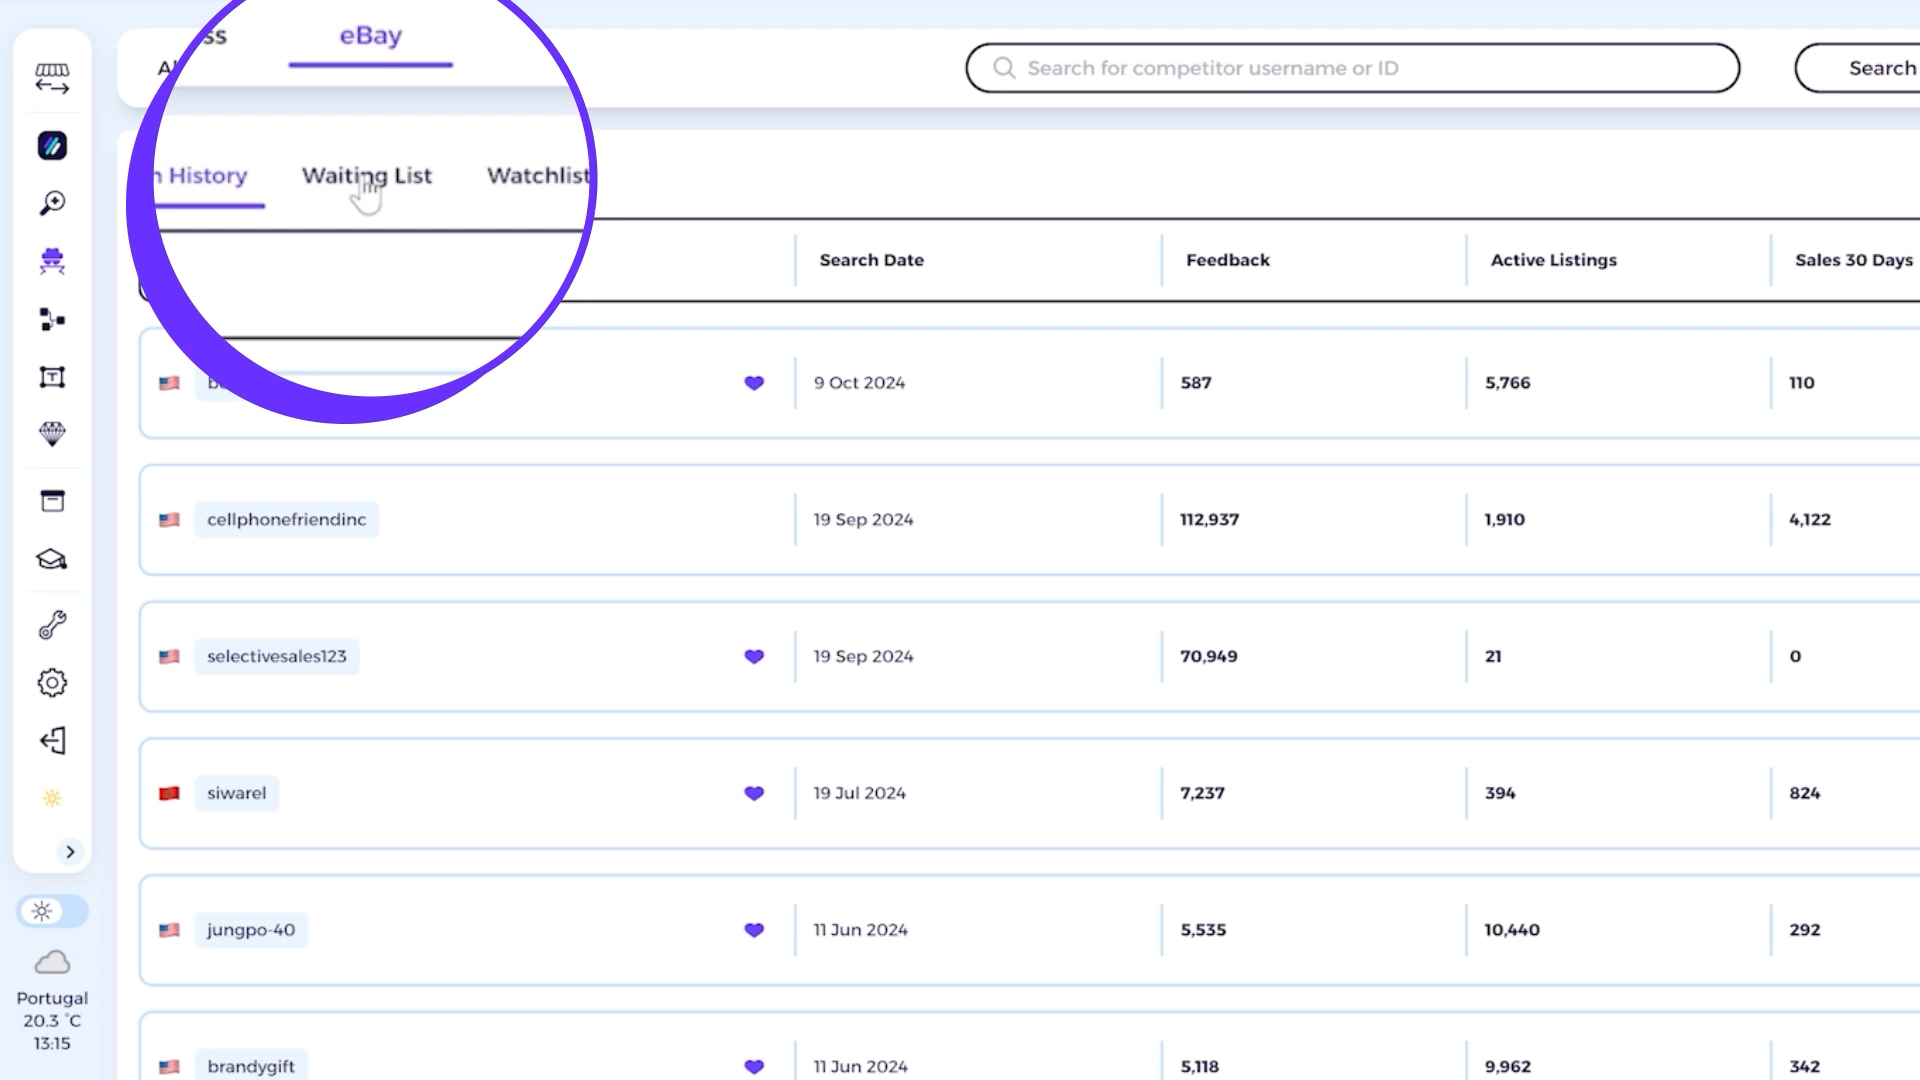 eBay
Search for competitor username or ID
Search
History
Waiting List
Watchlist
Search Date
Feedback
Active Listings
Sales 30 Days
9 Oct 2024
587
5,766
110
cellphonefriendinc
19 Sep 2024
112,937
1,910
4,122
selectivesales123
19 Sep 2024
70,949
21
0
siwarel
19 Jul 2024
7,237
394
824
jungpo-40
11 Jun 2024
5,535
10,440
292
brandygift
11 Jun 2024
5,118
9,962
342
Portugal
20.3 °C
13:15